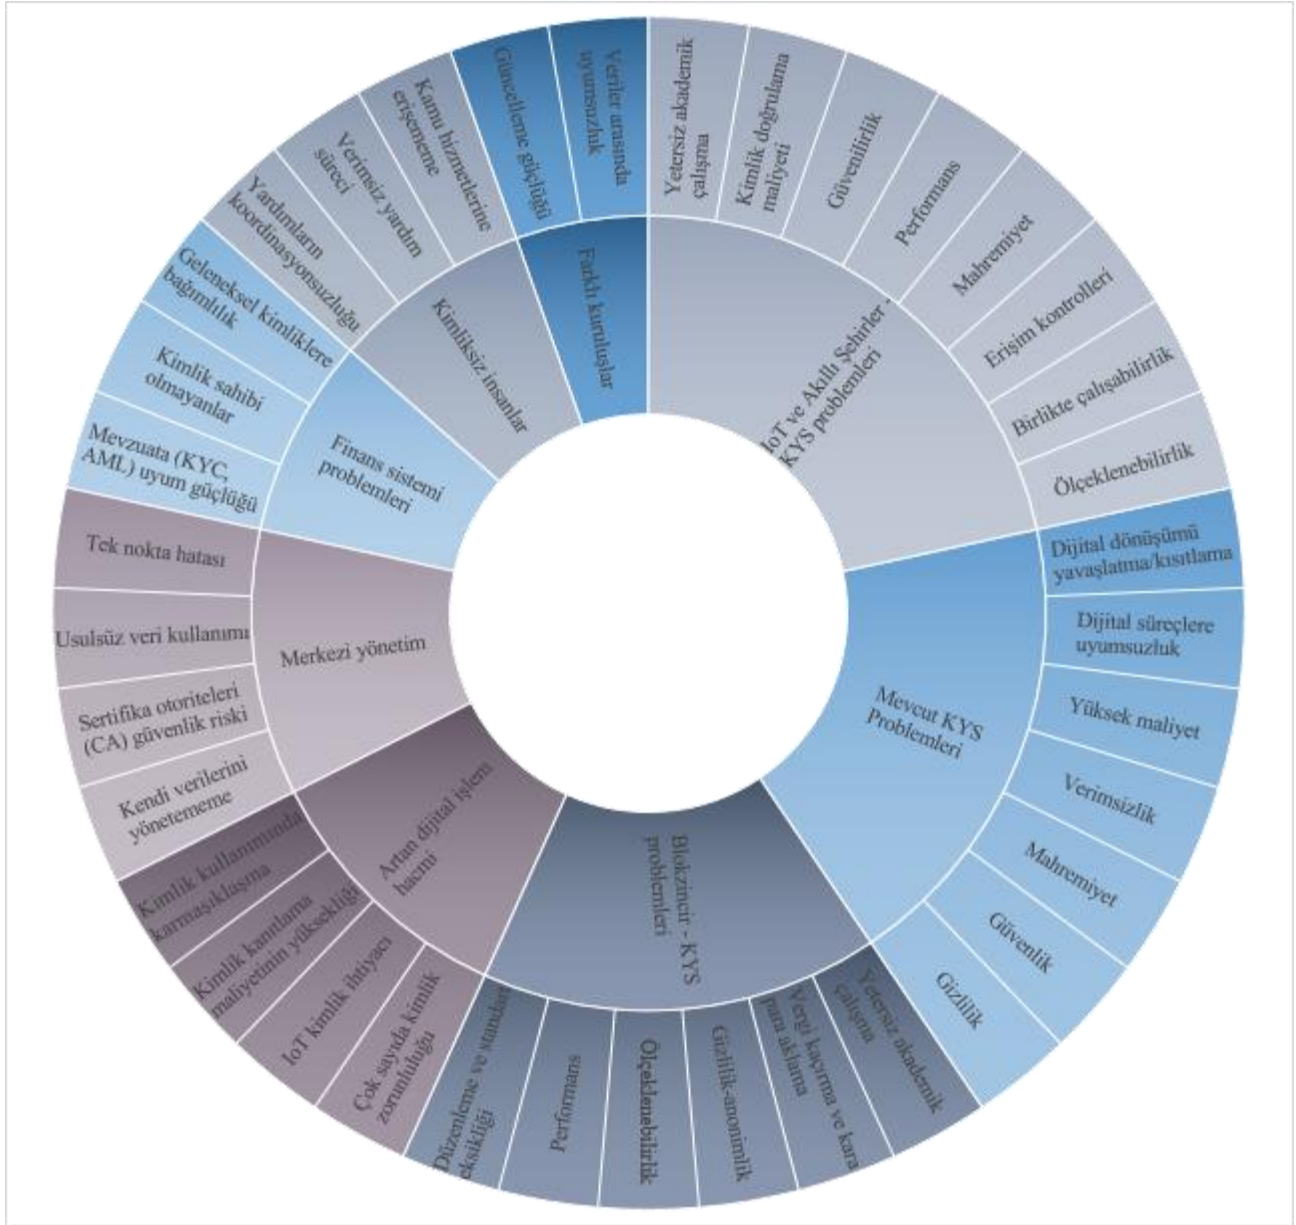 IoT ve Akıllı Şehirler -
KYS problemleri
Yetersiz akademik
çalışma
Kimlik doğrulama
maliyeti
Güvenilirlik
Performans
Mahremiyet
Erişim kontrolleri
Birlikte çalışabilirlik
Ölçeklenebilirlik
Mevcut KYS
Problemleri
Dijital dönüşümü
yavaşlatma/kısıtlama
Dijital süreçlere
uyumsuzluk
Yüksek maliyet
Verimsizlik
Mahremiyet
Güvenlik
Gizlilik
Blokzincir - KYS
problemleri
Yetersiz akademik
çalışma
Vergi kaçırma ve kara
para aklama
Gizlilik-anonimlik
Ölçeklenebilirlik
Performans
Düzenleme ve standart
eksikliği
Artan dijital işlem
hacmi
Çok sayıda kimlik
zorunluluğu
IoT kimlik ihtiyacı
Kimlik kanıtlama
maliyetinin yüksekliği
Kimlik kullanımında
karmaşıklaşma
Merkezi yönetim
Kendi verilerini
yönetememe
Sertifika otoriteleri
(CA) güvenlik riski
Usulsüz veri kullanımı
Tek nokta hatası
Finans sistemi
problemleri
Mevzuata (KYC,
AML) uyum güçlüğü
Kimlik sahibi
olmayanlar
Geleneksel kimliklere
bağımlılık
Kimliksiz insanlar
Yardımların
koordinasyonsuzluğu
Verimsiz yardım
süreci
Kamu hizmetlerine
erişememe
Farklı kuruluşlar
Güncelleme güçlüğü
Veriler arasında
uyumsuzluk